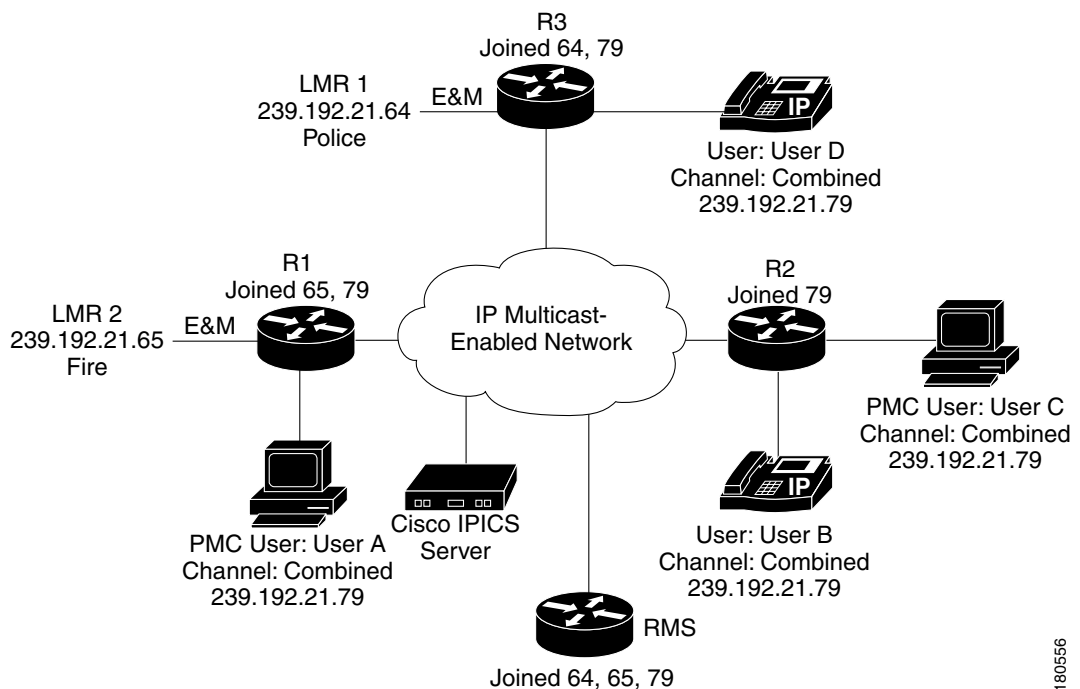 R3
Joined 64, 79
LMR 1
239.192.21.64
Police
E&M
IP
User: User D
Channel: Combined
239.192.21.79
R1
Joined 65, 79
LMR 2
239.192.21.65
Fire
E&M
IP Multicast-
Enabled Network
R2
Joined 79
PMC User: User C
Channel: Combined
239.192.21.79
PMC User: User A
Channel: Combined
239.192.21.79
Cisco IPICS
Server
IP
User: User B
Channel: Combined
239.192.21.79
RMS
Joined 64, 65, 79
180556